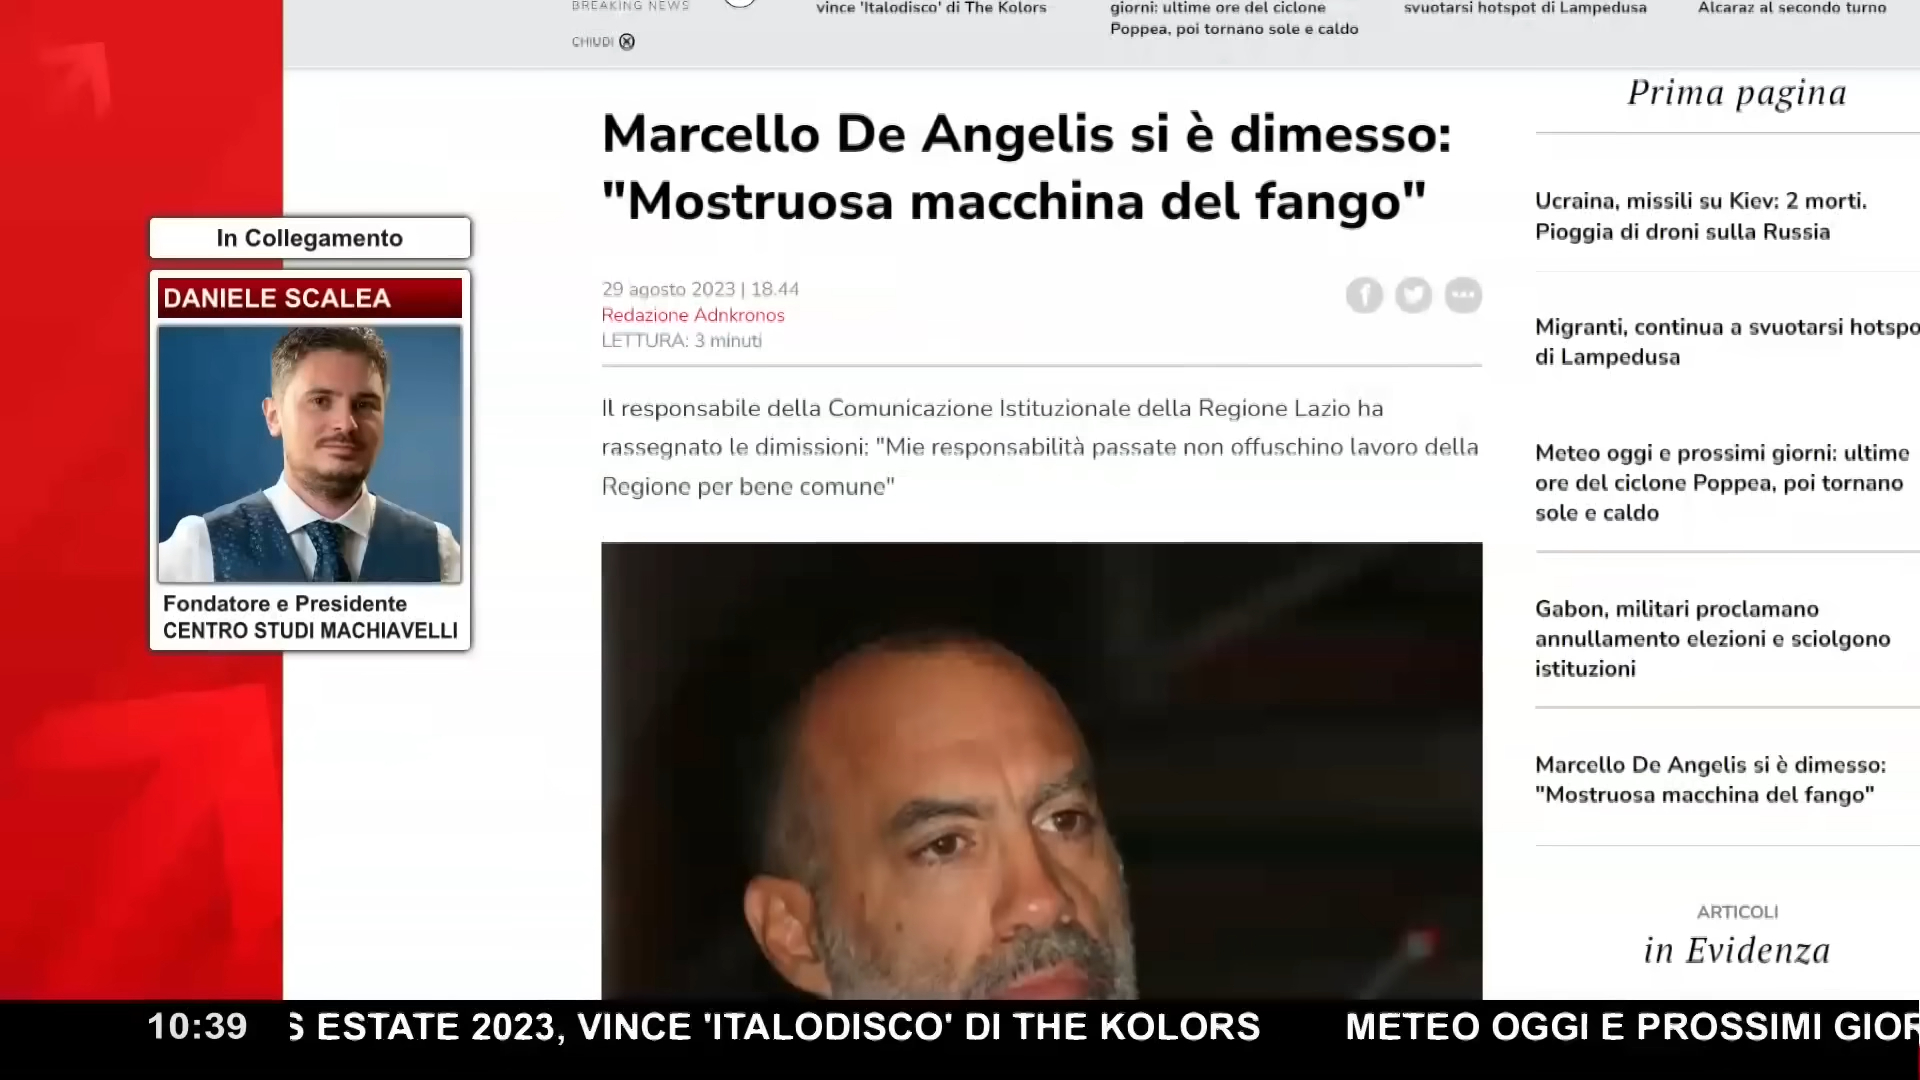 BREAKING NEWS
vince 'Italodisco' di The Kolors
giorni: ultime ore del ciclone
Poppea, poi tornano sole e caldo
svuotarsi hotspot di Lampedusa
Alcaraz al secondo turno
CHIUDI
Marcello De Angelis si è dimesso:
"Mostruosa macchina del fango"
29 agosto 2023 | 18.44
Redazione Adnkronos
LETTURA: 3 minuti
Il responsabile della Comunicazione Istituzionale della Regione Lazio ha
rassegnato le dimissioni: "Mie responsabilità passate non offuschino lavoro della
Regione per bene comune"
In Collegamento
DANIELE SCALEA
Fondatore e Presidente
CENTRO STUDI MACHIAVELLI
Prima pagina
Ucraina, missili su Kiev: 2 morti.
Pioggia di droni sulla Russia
Migranti, continua a svuotarsi hotspo
di Lampedusa
Meteo oggi e prossimi giorni: ultime
ore del ciclone Poppea, poi tornano
sole e caldo
Gabon, militari proclamano
annullamento elezioni e sciolgono
istituzioni
Marcello De Angelis si è dimesso:
"Mostruosa macchina del fango"
ARTICOLI
in Evidenza
10:39
S ESTATE 2023, VINCE 'ITALODISCO' DI THE KOLORS
METEO OGGI E PROSSIMI GIOR